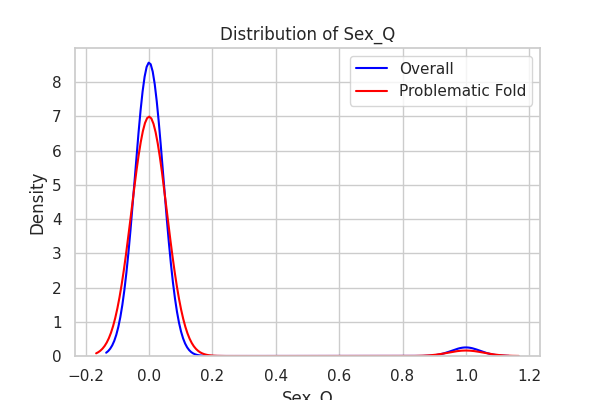 Distribution of Sex_Q
Overall
Problematic Fold
Density
8
7
6
5
4
3
2
1
0
−0.2 0.0 0.2 0.4 0.6 0.8 1.0 1.2
Sex_Q